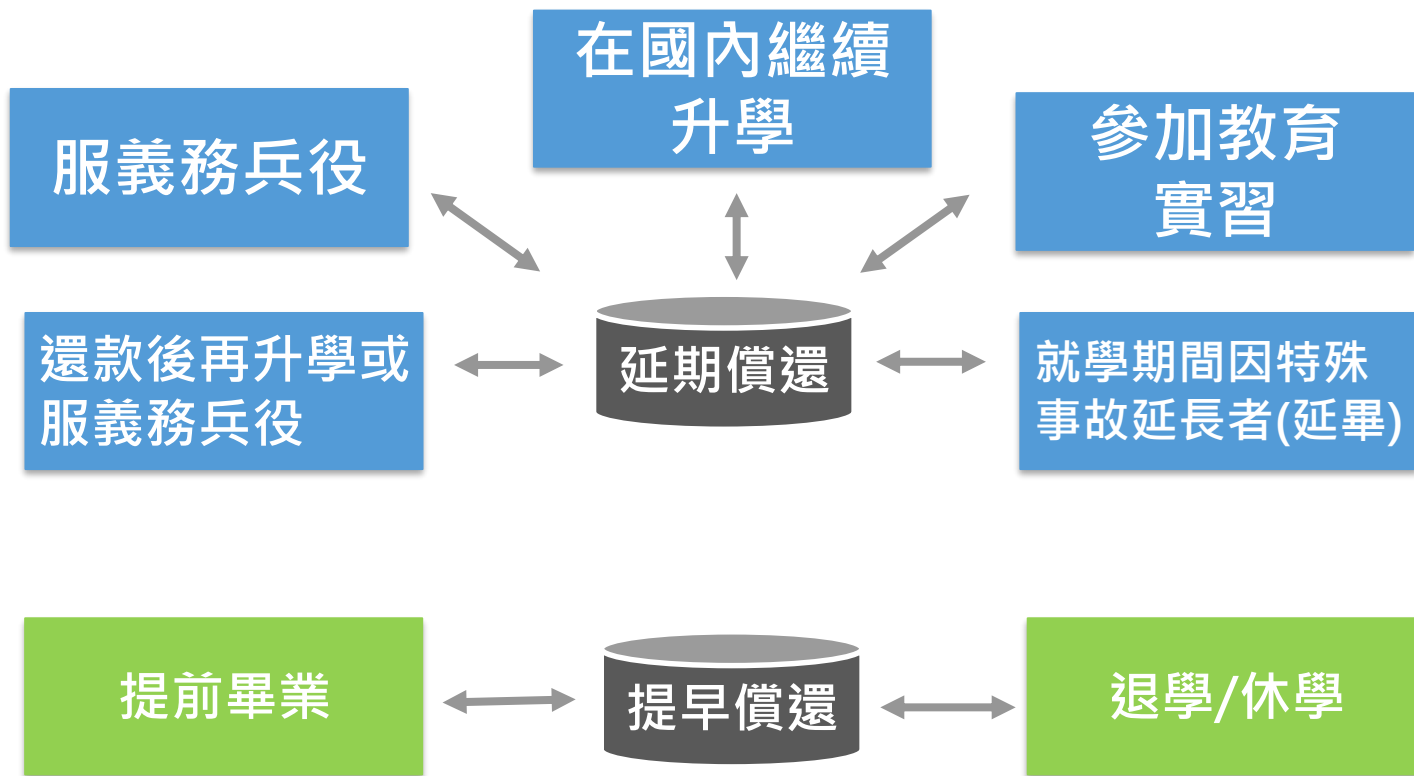 在國內繼續
升學
服義務兵役
參加教育
實習
還款後再升學或
服義務兵役
延期償還
就學期間因特殊
事故延長者(延畢)
提前畢業
提早償還
退學/休學